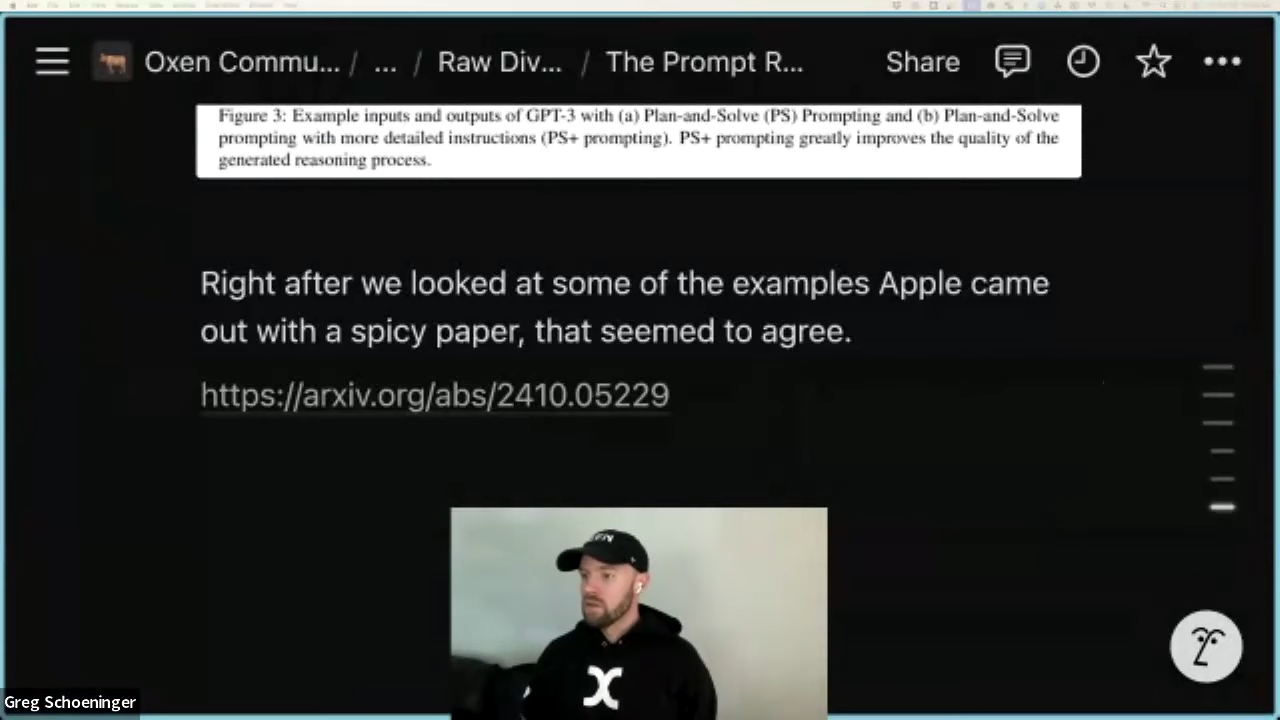 Oxen Commu... / ... / Raw Div... / The Prompt R... Share
Figure 3: Example inputs and outputs of GPT-3 with (a) Plan-and-Solve (PS) Prompting and (b) Plan-and-Solve
prompting with more detailed instructions (PS+ prompting). PS+ prompting greatly improves the quality of the
generated reasoning process.
Right after we looked at some of the examples Apple came
out with a spicy paper, that seemed to agree.
https://arxiv.org/abs/2410.05229
Greg Schoeninger